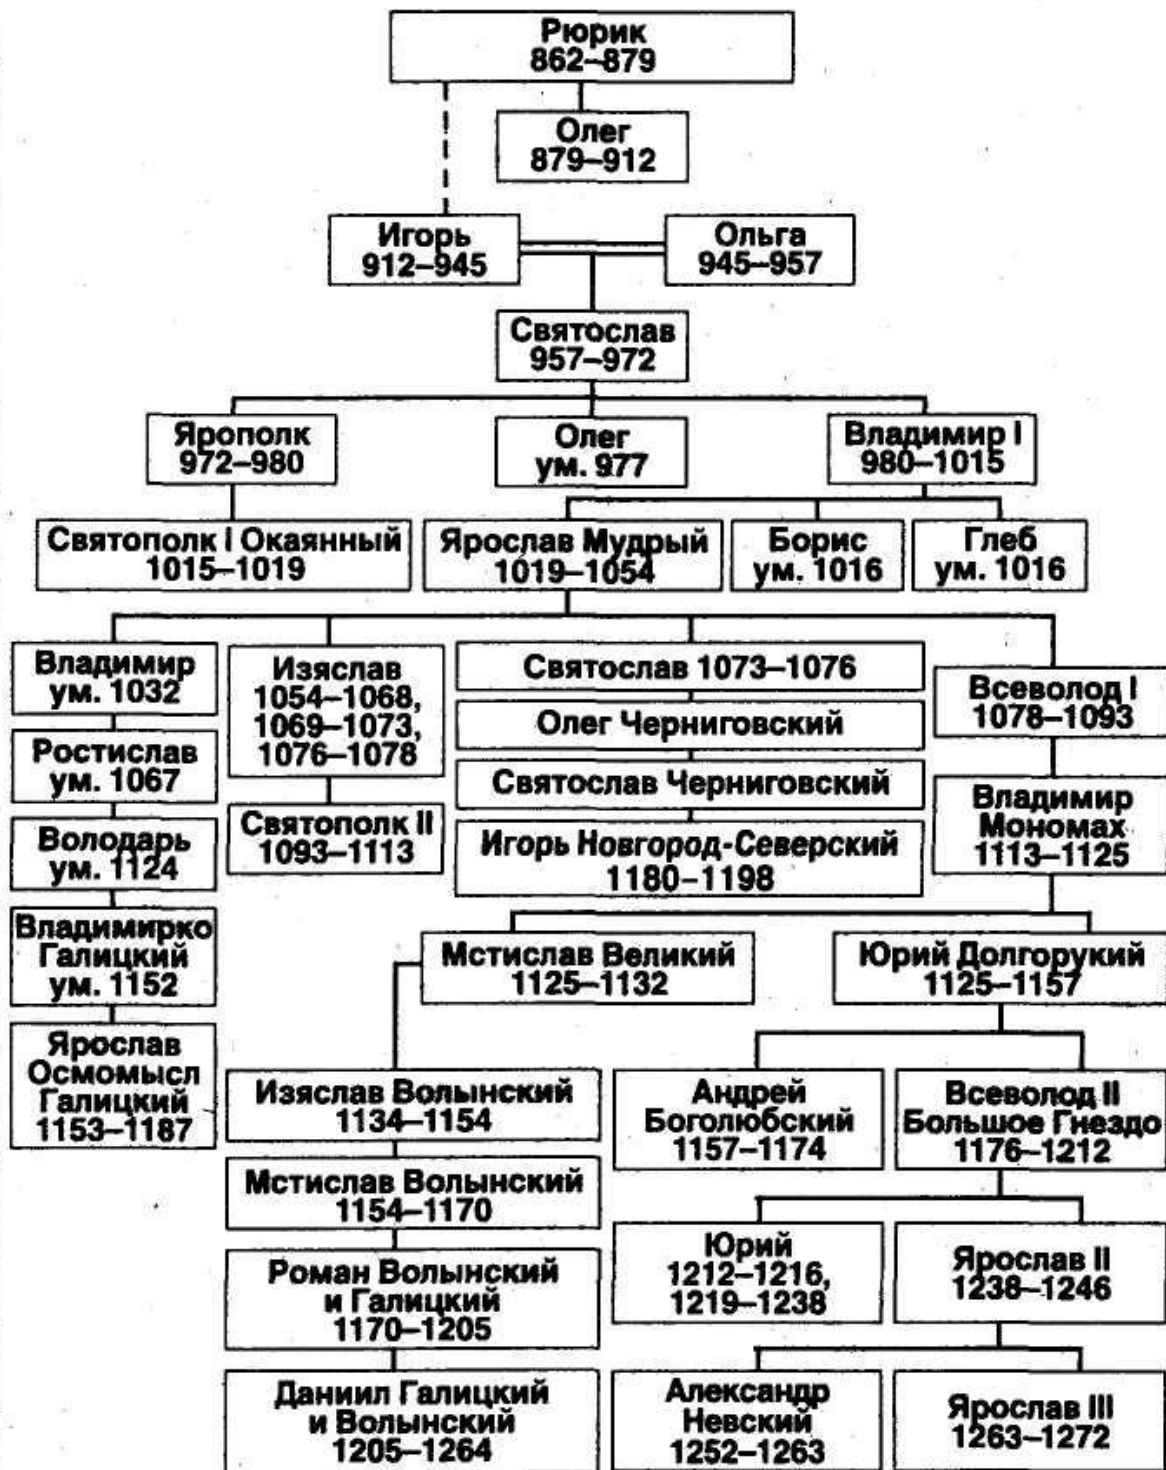 Рюрик
862–879
Олег
879–912
Игорь
912–945
Ольга
945–957
Святослав
957–972
Ярополк
972–980
Олег
ум. 977
Владимир I
980–1015
Святополк I Окаянный
1015–1019
Ярослав Мудрый
1019–1054
Борис
ум. 1016
Глеб
ум. 1016
Владимир
ум. 1032
Ростислав
ум. 1067
Володарь
ум. 1124
Владимирко
Галицкий
ум. 1152
Ярослав
Осмомысл
Галицкий
1153–1187
Изяслав
1054–1068,
1069–1073,
1076–1078
Святополк II
1093–1113
Святослав 1073–1076
Олег Черниговский
Святослав Черниговский
Игорь Новгород-Северский
1180–1198
Всеволод I
1078–1093
Владимир
Мономах
1113–1125
Мстислав Великий
1125–1132
Юрий Долгорукий
1125–1157
Изяслав Волынский
1134–1154
Мстислав Волынский
1154–1170
Роман Волынский
и Галицкий
1170–1205
Даниил Галицкий
и Волынский
1205–1264
Андрей
Боголюбский
1157–1174
Всеволод II
Большое Гнездо
1176–1212
Юрий
1212–1216,
1219–1238
Ярослав II
1238–1246
Александр
Невский
1252–1263
Ярослав III
1263–1272